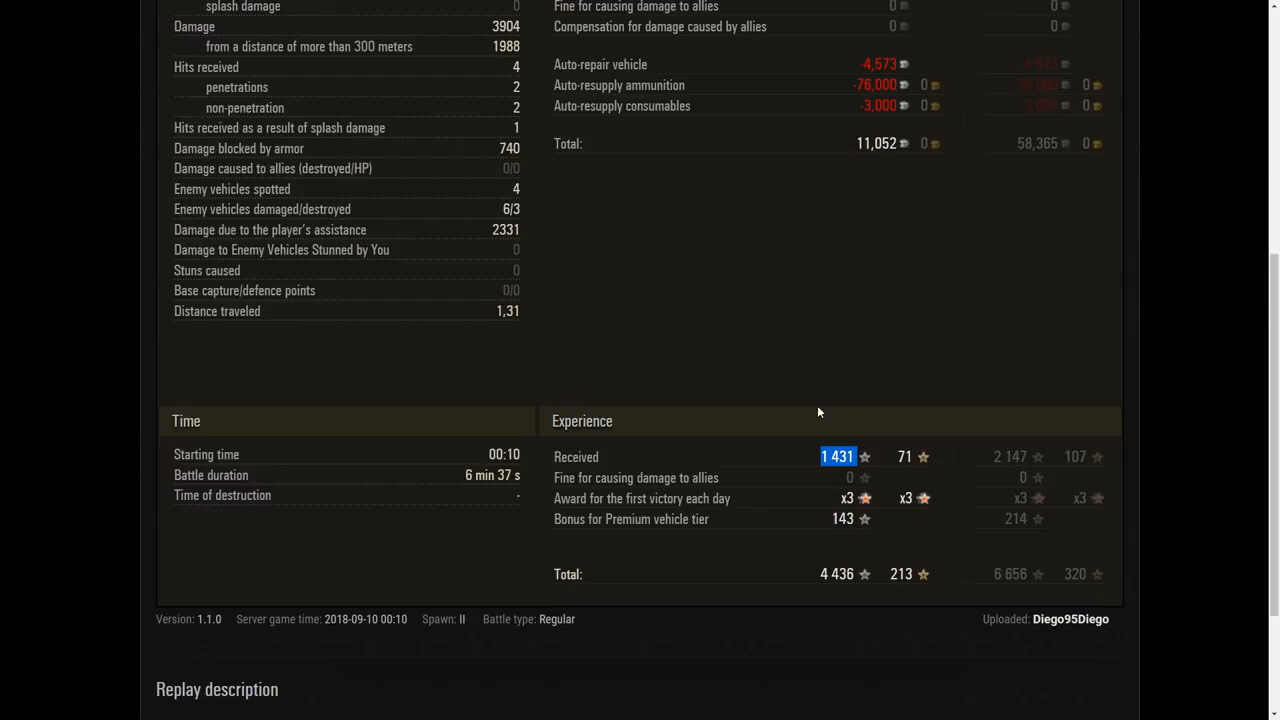 splash damage 0
Damage 3904
from a distance of more than 300 meters 1988
Hits received 4
penetrations 2
non-penetration 2
Hits received as a result of splash damage 1
Damage blocked by armor 740
Damage caused to allies (destroyed/HP) 0/0
Enemy vehicles spotted 4
Enemy vehicles damaged/destroyed 6/3
Damage due to the player's assistance 2331
Damage to Enemy Vehicles Stunned by You 0
Stuns caused 0
Base capture/defence points 0/0
Distance traveled 1,31
Fine for causing damage to allies 0 0
Compensation for damage caused by allies 0 0
Auto-repair vehicle -4,573 -4,573
Auto-resupply ammunition -76,000 0 -76,000 0
Auto-resupply consumables -3,000 0 -3,000 0
Total: 11,052 0 58,365 0
Time
Starting time 00:10
Battle duration 6 min 37 s
Time of destruction -
Experience
Received 1 431 71 2 147 107
Fine for causing damage to allies 0 0
Award for the first victory each day x3 x3 x3 x3
Bonus for Premium vehicle tier 143 214
Total: 4 436 213 6 656 320
Version: 1.1.0 Server game time: 2018-09-10 00:10 Spawn: II Battle type: Regular Uploaded: Diego95Diego
Replay description